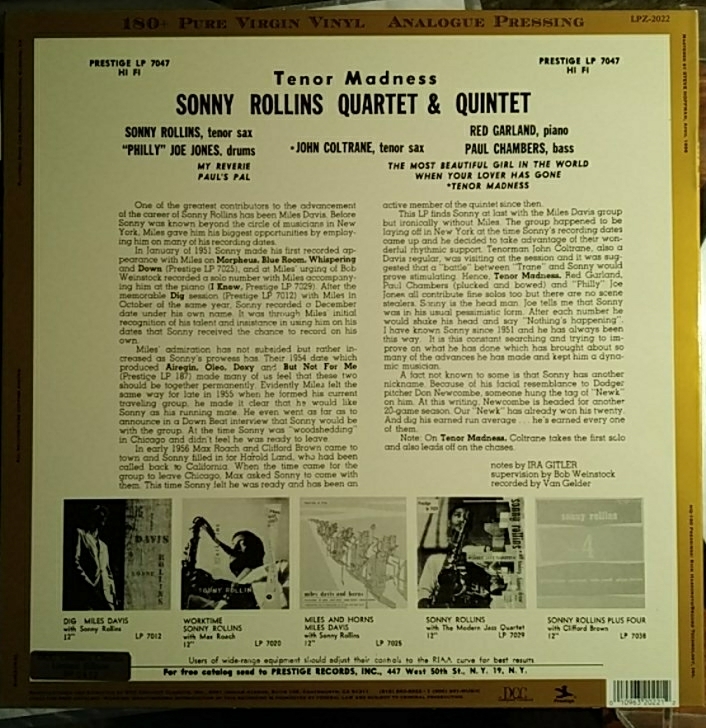 180+ Pure Virgin Vinyl Analogue Pressing
LPZ-2022
PRESTIGE LP 7047
HI FI
PRESTIGE LP 7047
HI FI
Tenor Madness
SONNY ROLLINS QUARTET & QUINTET
SONNY ROLLINS, tenor sax
"PHILLY" JOE JONES, drums
*JOHN COLTRANE, tenor sax
RED GARLAND, piano
PAUL CHAMBERS, bass
MY REVERIE
PAUL'S PAL
THE MOST BEAUTIFUL GIRL IN THE WORLD
WHEN YOUR LOVER HAS GONE
*TENOR MADNESS
One of the greatest contributors to the advancement
of the career of Sonny Rollins has been Miles Davis. Before
Sonny was known beyond the circle of musicians in New
York, Miles gave him his biggest opportunities by employ-
ing him on many of his recording dates.
In January of 1951 Sonny made his first recorded ap-
pearance with Miles on Morpheus, Blue Room, Whispering
and Down (Prestige LP 7025), and at Miles' urging of Bob
Weinstock recorded a solo number with Miles accompany-
ing him at the piano (I Know, Prestige LP 7029). After the
memorable Dig session (Prestige LP 7012) with Miles in
October of the same year, Sonny recorded a December
date under his own name. It was through Miles' initial
recognition of his talent and insistance in using him on his
dates that Sonny received the chance to record on his
own.
Miles' admiration has not subsided but rather in-
creased as Sonny's prowess has. Their 1954 date which
produced Airegin, Oleo, Doxy and But Not For Me
(Prestige LP 187) made many of us feel that these two
should be together permanently. Evidently Miles felt the
same way for late in 1955 when he formed his current
traveling group, he made it clear that he would like
Sonny as his running mate. He even went as far as to
announce in a Down Beat interview that Sonny would be
with the group. At the time Sonny was "woodshedding"
in Chicago and didn't feel he was ready to leave.
In early 1956 Max Roach and Clifford Brown came to
town and Sonny filled in for Harold Land, who had been
called back to California. When the time came for the
group to leave Chicago, Max asked Sonny to come with
them. This time Sonny felt he was ready and has been an
active member of the quintet since then.
This LP finds Sonny at last with the Miles Davis group
but ironically without Miles. The group happened to be
laying off in New York at the time Sonny's recording dates
came up and he decided to take advantage of their won-
derful rhythmic support. Tenorman John Coltrane, also a
Davis regular, was visiting at the session and it was sug-
gested that a "battle" between "Trane" and Sonny would
prove stimulating. Hence, Tenor Madness. Red Garland,
Paul Chambers (plucked and bowed) and "Philly" Joe
Jones all contribute fine solos too but there are no scene
stealers. Sonny is the head man. Joe tells me that Sonny
was in his usual pessimistic form. After each number he
would shake his head and say "Nothing's happening".
I have known Sonny since 1951 and he has always been
this way. It is this constant searching and trying to im-
prove on what he has done which has brought about so
many of the advances he has made and kept him a dyna-
mic musician.
A fact not known to some is that Sonny has another
nickname. Because of his facial resemblance to Dodger
pitcher Don Newcombe, someone hung the tag of "Newk"
on him. At this writing, Newcombe is headed for another
20-game season. Our "Newk" has already won his twenty.
And dig his earned run average . . . he's earned every one
of them.
Note: On Tenor Madness, Coltrane takes the first solo
and also leads off on the chases.
notes by IRA GITLER
supervision by Bob Weinstock
recorded by Van Gelder
DIG MILES DAVIS
with Sonny Rollins
12" LP 7012
WORKTIME
SONNY ROLLINS
with Max Roach
12" LP 7020
MILES AND HORNS
MILES DAVIS
with Sonny Rollins
12" LP 7025
SONNY ROLLINS
with The Modern Jazz Quartet
12" LP 7029
SONNY ROLLINS PLUS FOUR
with Clifford Brown
12" LP 7038
Users of wide-range equipment should adjust their controls to the RIAA curve for best results
For free catalog send to PRESTIGE RECORDS, INC., 447 West 50th St., N. Y. 19, N. Y.
DCC
Prestige
0 10963 20221 2